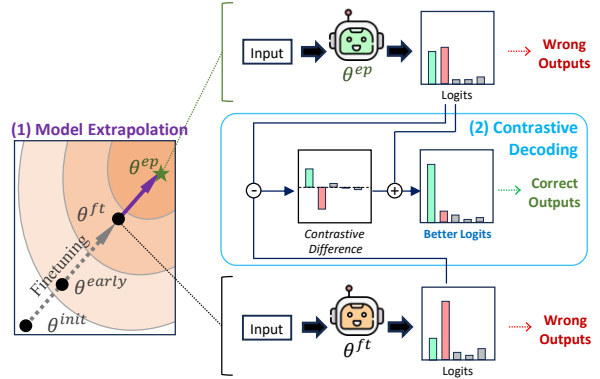 Input
θ^{ep}
Logits
Wrong
Outputs
(1) Model Extrapolation
θ^{ep}
θ^{ft}
Finetuning
θ^{early}
θ^{init}
(2) Contrastive
Decoding
-
+
Contrastive
Difference
Better Logits
Correct
Outputs
Input
θ^{ft}
Logits
Wrong
Outputs